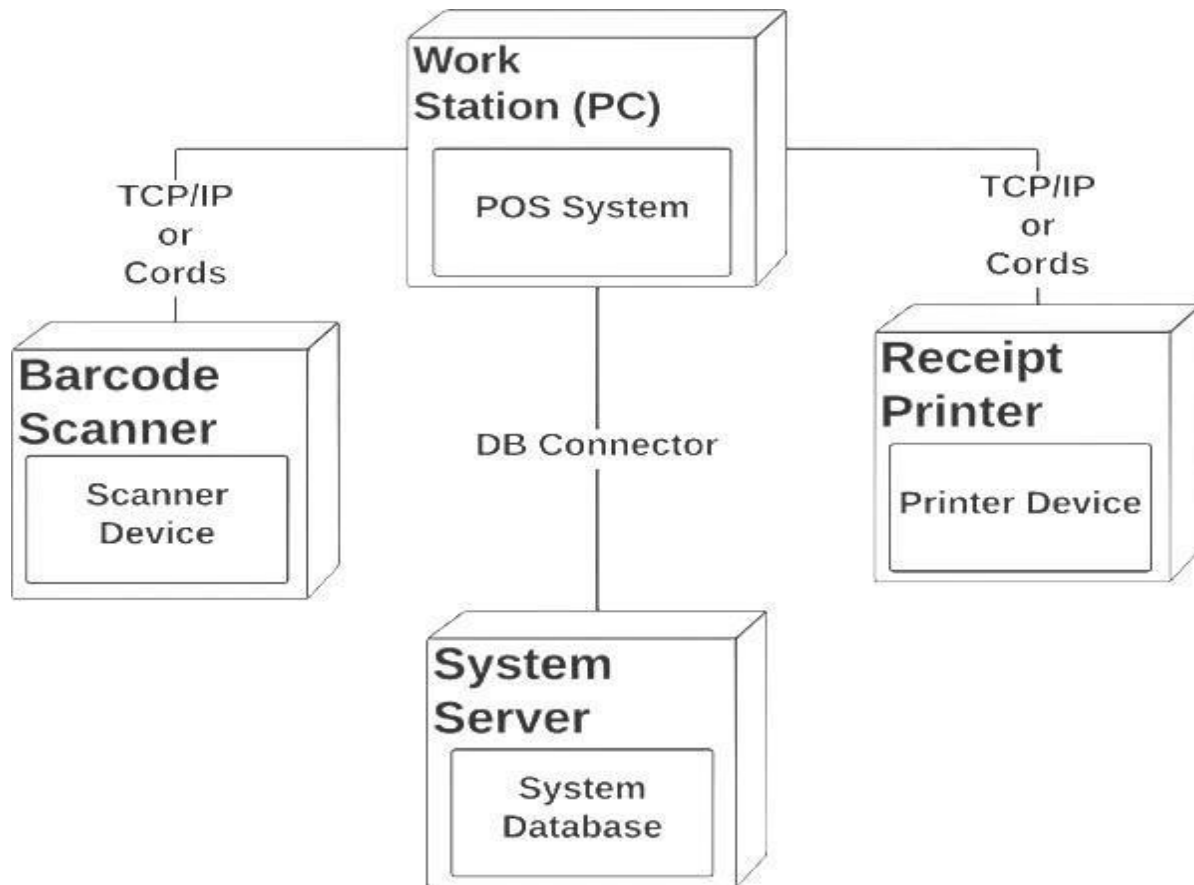 Work
Station (PC)
POS System
TCP/IP
or
Cords
TCP/IP
or
Cords
Barcode
Scanner
Scanner
Device
DB Connector
Receipt
Printer
Printer Device
System
Server
System
Database